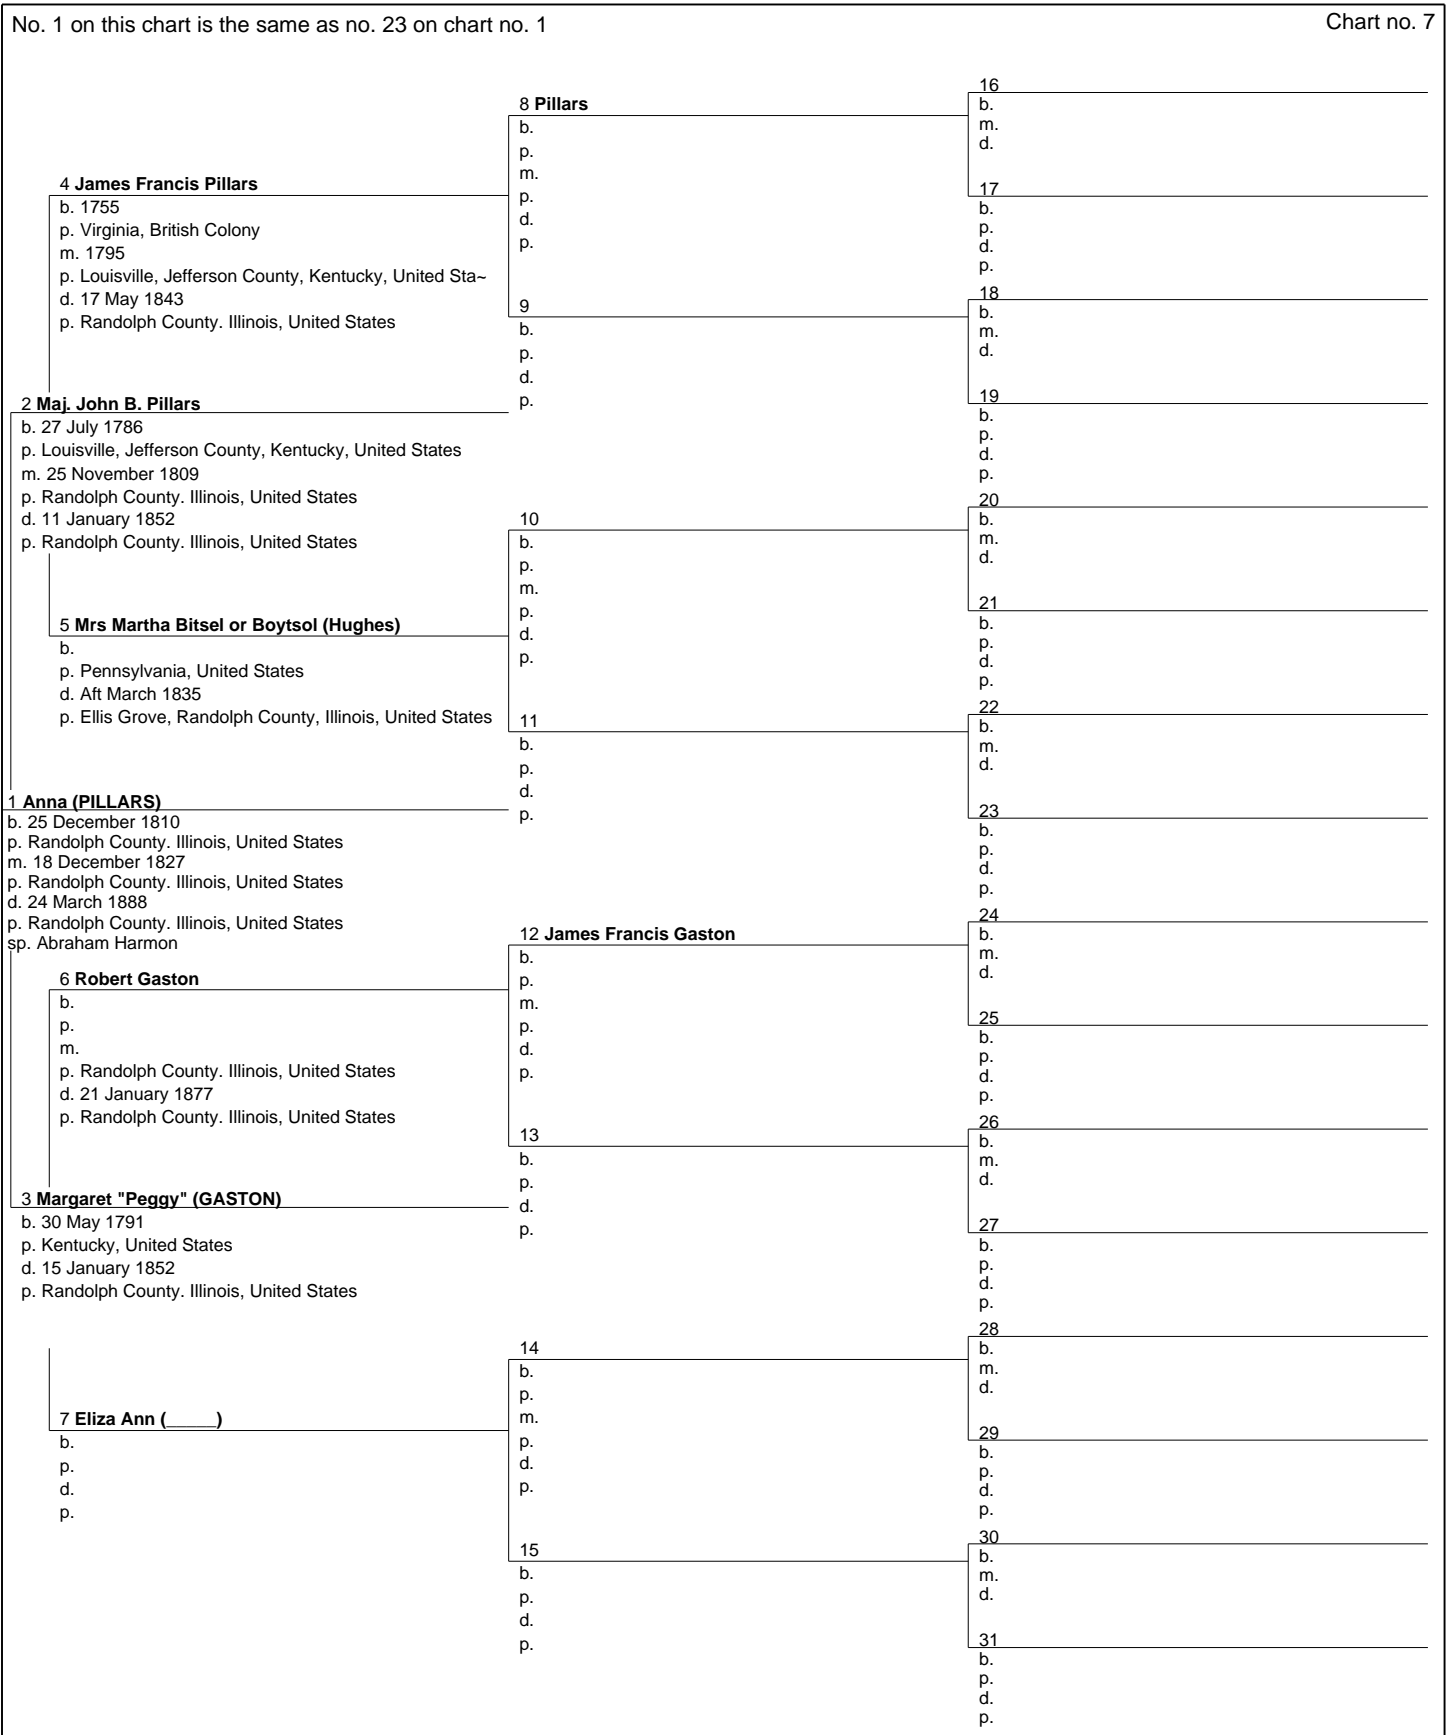 No. 1 on this chart is the same as no. 23 on chart no. 1
Chart no. 7
16
b.
m.
d.
8 Pillars
b.
p.
m.
p.
d.
p.
17
b.
p.
d.
p.
4 James Francis Pillars
b. 1755
p. Virginia, British Colony
m. 1795
p. Louisville, Jefferson County, Kentucky, United Sta~
d. 17 May 1843
p. Randolph County. Illinois, United States
18
b.
m.
d.
9
b.
p.
d.
p.
19
b.
p.
d.
p.
2 Maj. John B. Pillars
b. 27 July 1786
p. Louisville, Jefferson County, Kentucky, United States
m. 25 November 1809
p. Randolph County. Illinois, United States
d. 11 January 1852
p. Randolph County. Illinois, United States
20
b.
m.
d.
10
b.
p.
m.
p.
d.
p.
21
b.
p.
d.
p.
5 Mrs Martha Bitsel or Boytsol (Hughes)
b.
p. Pennsylvania, United States
d. Aft March 1835
p. Ellis Grove, Randolph County, Illinois, United States
22
b.
m.
d.
11
b.
p.
d.
p.
23
b.
p.
d.
p.
1 Anna (PILLARS)
b. 25 December 1810
p. Randolph County. Illinois, United States
m. 18 December 1827
p. Randolph County. Illinois, United States
d. 24 March 1888
p. Randolph County. Illinois, United States
sp. Abraham Harmon
24
b.
m.
d.
12 James Francis Gaston
b.
p.
m.
p.
d.
p.
25
b.
p.
d.
p.
6 Robert Gaston
b.
p.
m.
p. Randolph County. Illinois, United States
d. 21 January 1877
p. Randolph County. Illinois, United States
26
b.
m.
d.
13
b.
p.
d.
p.
27
b.
p.
d.
p.
3 Margaret "Peggy" (GASTON)
b. 30 May 1791
p. Kentucky, United States
d. 15 January 1852
p. Randolph County. Illinois, United States
28
b.
m.
d.
14
b.
p.
m.
p.
d.
p.
29
b.
p.
d.
p.
7 Eliza Ann (_____)
b.
p.
d.
p.
30
b.
m.
d.
15
b.
p.
d.
p.
31
b.
p.
d.
p.